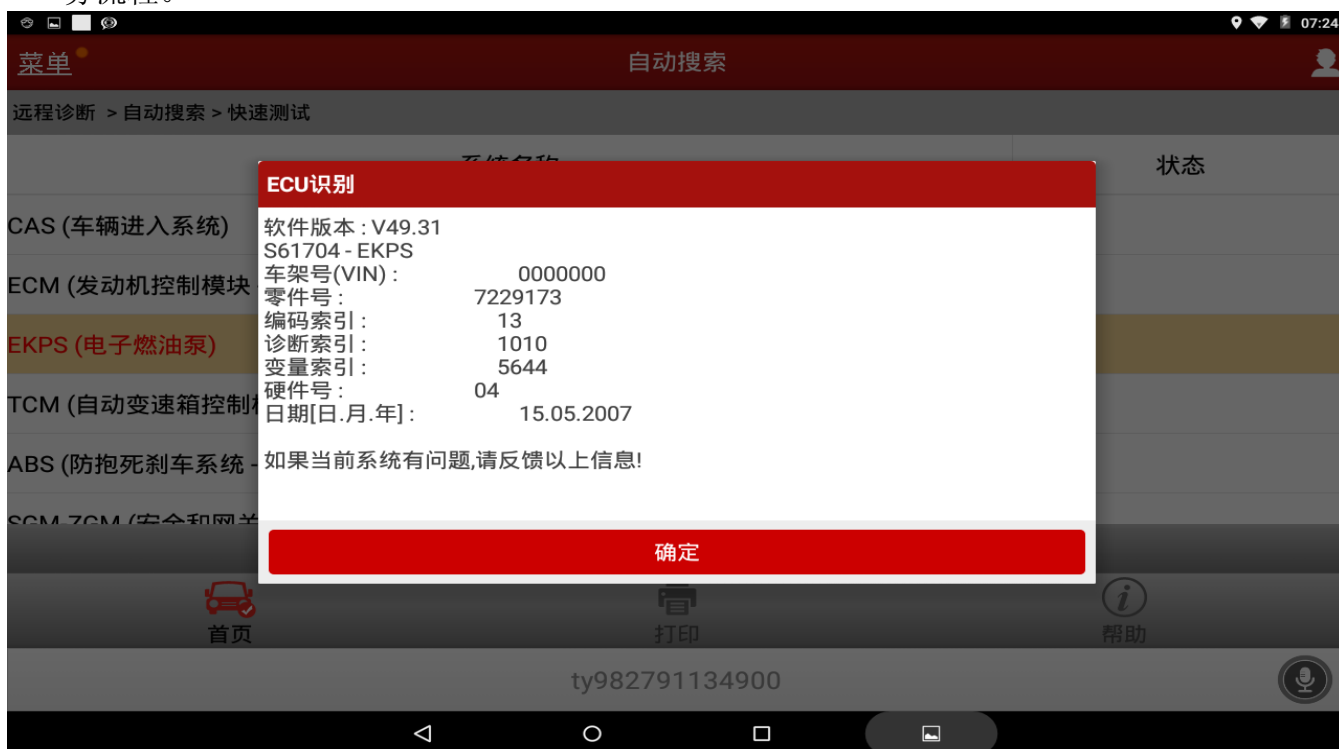 07:24
菜单
自动搜索
远程诊断 > 自动搜索 > 快速测试
状态
ECU识别
CAS (车辆进入系统)
ECM (发动机控制模块
EKPS (电子燃油泵)
TCM (自动变速箱控制
ABS (防抱死刹车系统 -
软件版本 : V49.31
S61704 - EKPS
车架号(VIN) : 0000000
零件号 : 7229173
编码索引 : 13
诊断索引 : 1010
变量索引 : 5644
硬件号 : 04
日期[日.月.年] : 15.05.2007
如果当前系统有问题,请反馈以上信息!
确定
首页
打印
帮助
ty982791134900